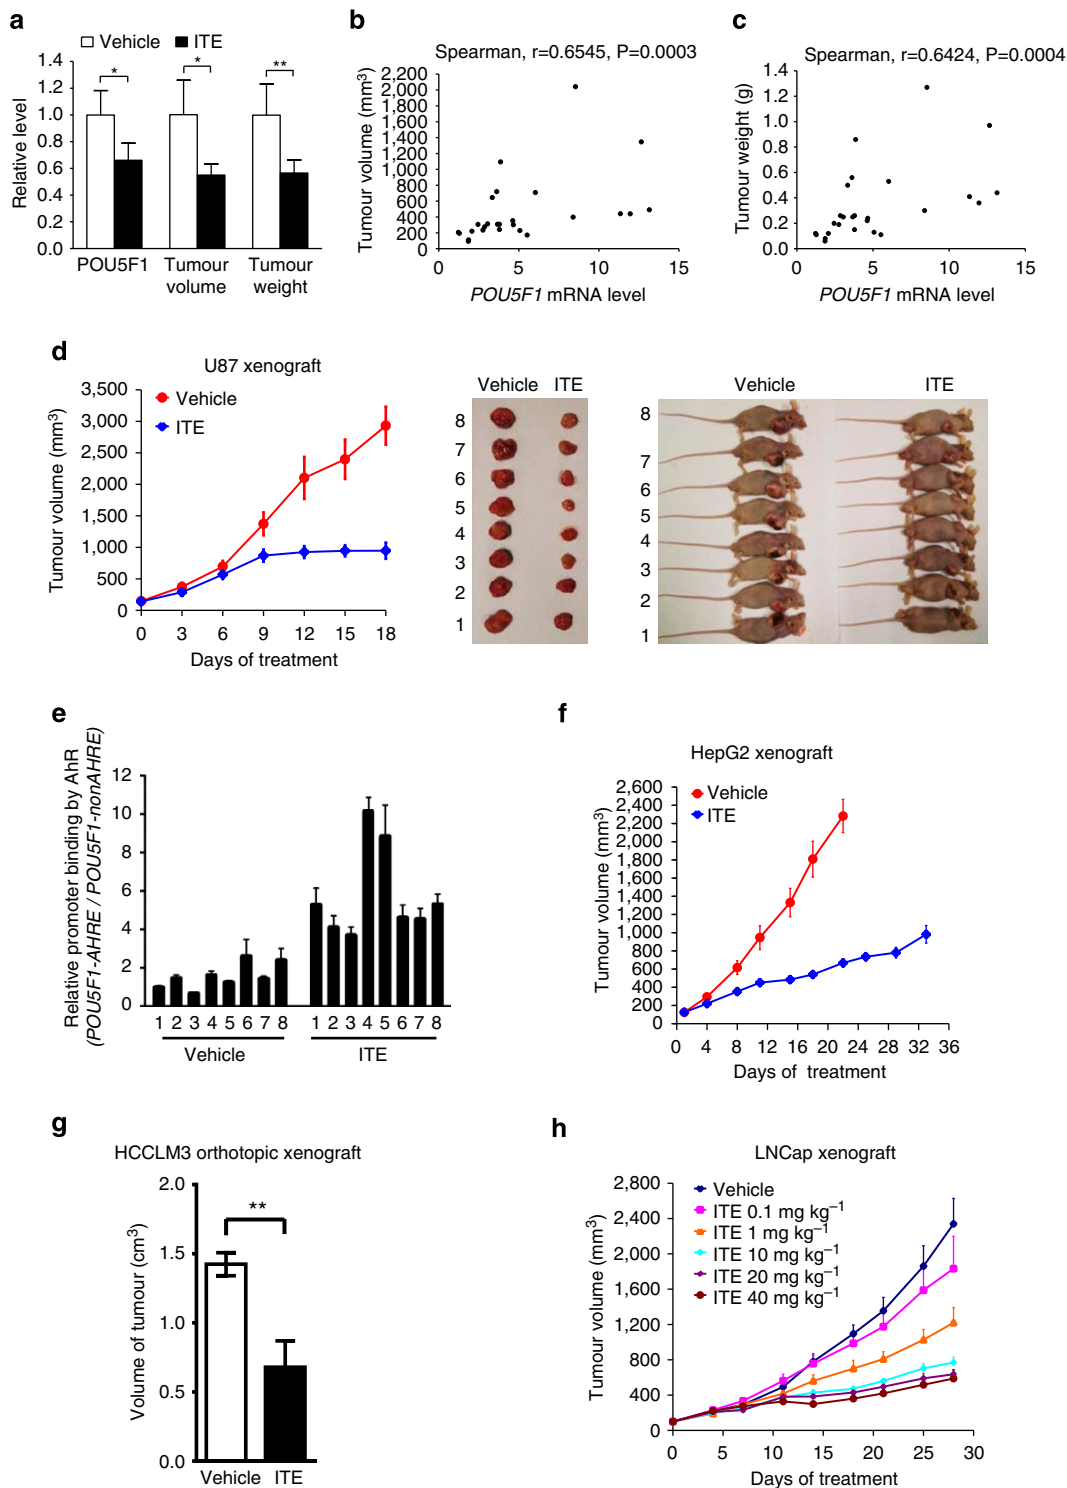 a
Vehicle ITE
Relative level
1.4
1.2
1.0
0.8
0.6
0.4
0.2
0.0
* * **
POU5F1 Tumour volume Tumour weight
b
Spearman, r=0.6545, P=0.0003
Tumour volume (mm³)
2,200
2,000
1,800
1,600
1,400
1,200
1,000
800
600
400
200
0
0 5 10 15
POU5F1 mRNA level
c
Spearman, r=0.6424, P=0.0004
Tumour weight (g)
1.4
1.2
1.0
0.8
0.6
0.4
0.2
0.0
0 5 10 15
POU5F1 mRNA level
d
U87 xenograft
Vehicle
ITE
Tumour volume (mm³)
3,500
3,000
2,500
2,000
1,500
1,000
500
0
0 3 6 9 12 15 18
Days of treatment
Vehicle ITE
8
7
6
5
4
3
2
1
Vehicle ITE
8
7
6
5
4
3
2
1
e
Relative promoter binding by AhR
(POU5F1-AHRE / POU5F1-nonAHRE)
12
10
8
6
4
2
0
1 2 3 4 5 6 7 8 1 2 3 4 5 6 7 8
Vehicle ITE
f
HepG2 xenograft
Vehicle
ITE
Tumour volume (mm³)
2,600
2,400
2,200
2,000
1,800
1,600
1,400
1,200
1,000
800
600
400
200
0
0 4 8 12 16 20 24 28 32 36
Days of treatment
g
HCCLM3 orthotopic xenograft
Volume of tumour (cm³)
2.0
1.5
1.0
0.5
0.0
**
Vehicle ITE
h
LNCap xenograft
Vehicle
ITE 0.1 mg kg⁻¹
ITE 1 mg kg⁻¹
ITE 10 mg kg⁻¹
ITE 20 mg kg⁻¹
ITE 40 mg kg⁻¹
Tumour volume (mm³)
2,800
2,400
2,000
1,600
1,200
800
400
0
0 5 10 15 20 25 30
Days of treatment